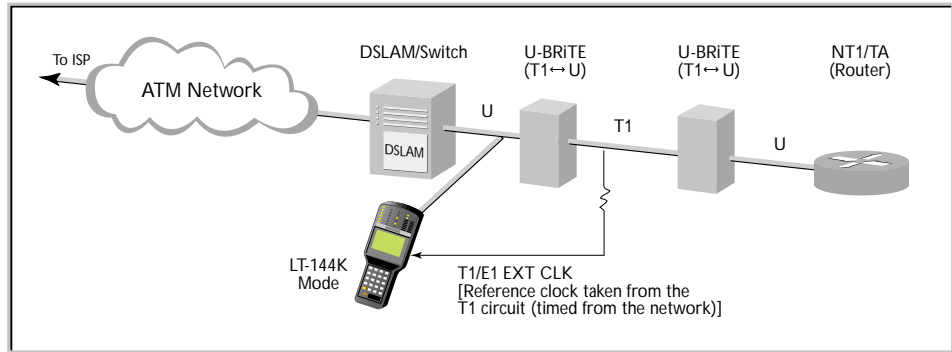 To ISP
ATM Network
DSLAM/Switch
DSLAM
U
U-BRiTE
(T1↔U)
T1
U-BRiTE
(T1↔U)
U
NT1/TA
(Router)
LT-144K
Mode
T1/E1 EXT CLK
[Reference clock taken from the
T1 circuit (timed from the network)]